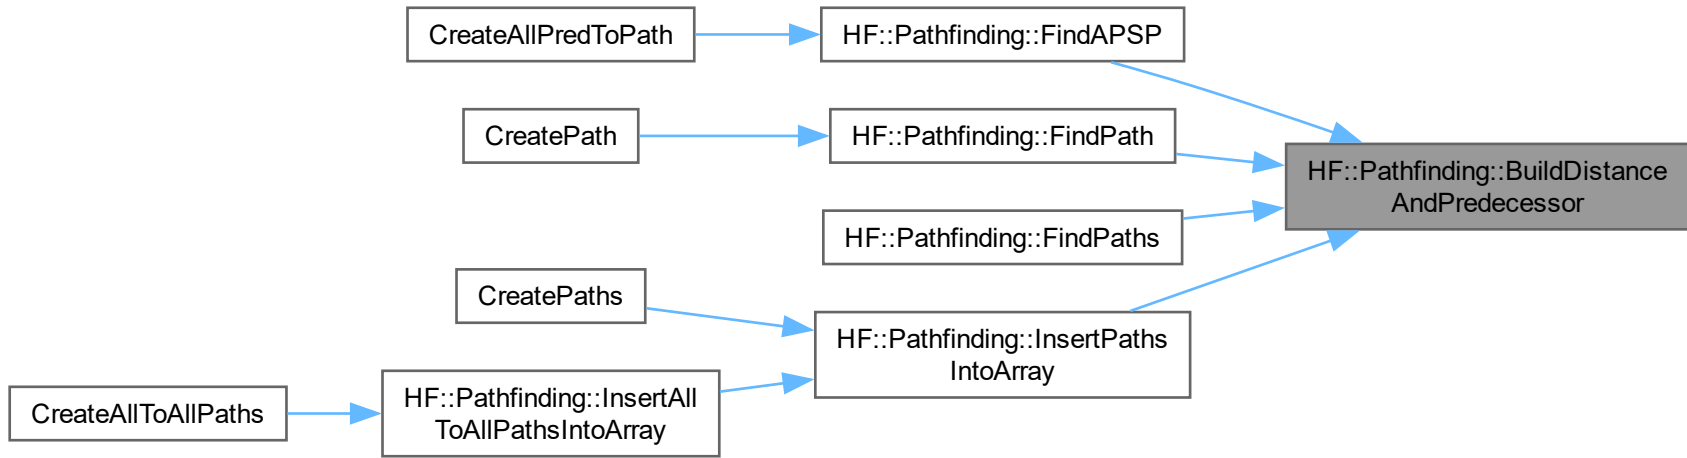 CreateAllPredToPath
HF::Pathfinding::FindAPSP
CreatePath
HF::Pathfinding::FindPath
HF::Pathfinding::BuildDistance
AndPredecessor
HF::Pathfinding::FindPaths
CreatePaths
HF::Pathfinding::InsertPaths
IntoArray
CreateAllToAllPaths
HF::Pathfinding::InsertAll
ToAllPathsIntoArray